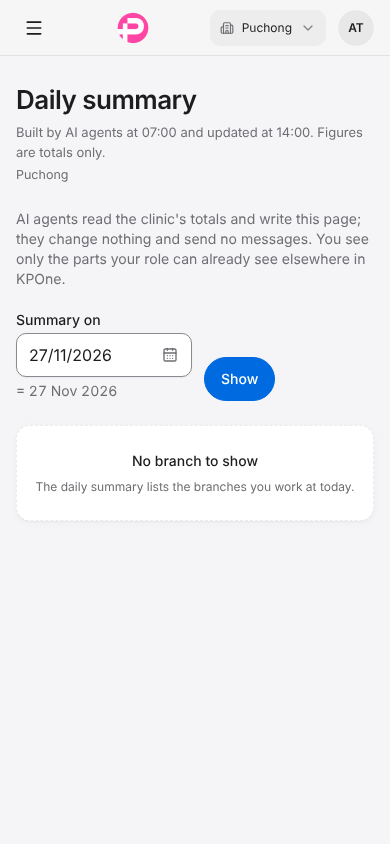 Puchong
AT
Daily summary
Built by AI agents at 07:00 and updated at 14:00. Figures
are totals only.
Puchong
AI agents read the clinic's totals and write this page;
they change nothing and send no messages. You see
only the parts your role can already see elsewhere in
KPOne.
Summary on
27/11/2026
Show
= 27 Nov 2026
No branch to show
The daily summary lists the branches you work at today.